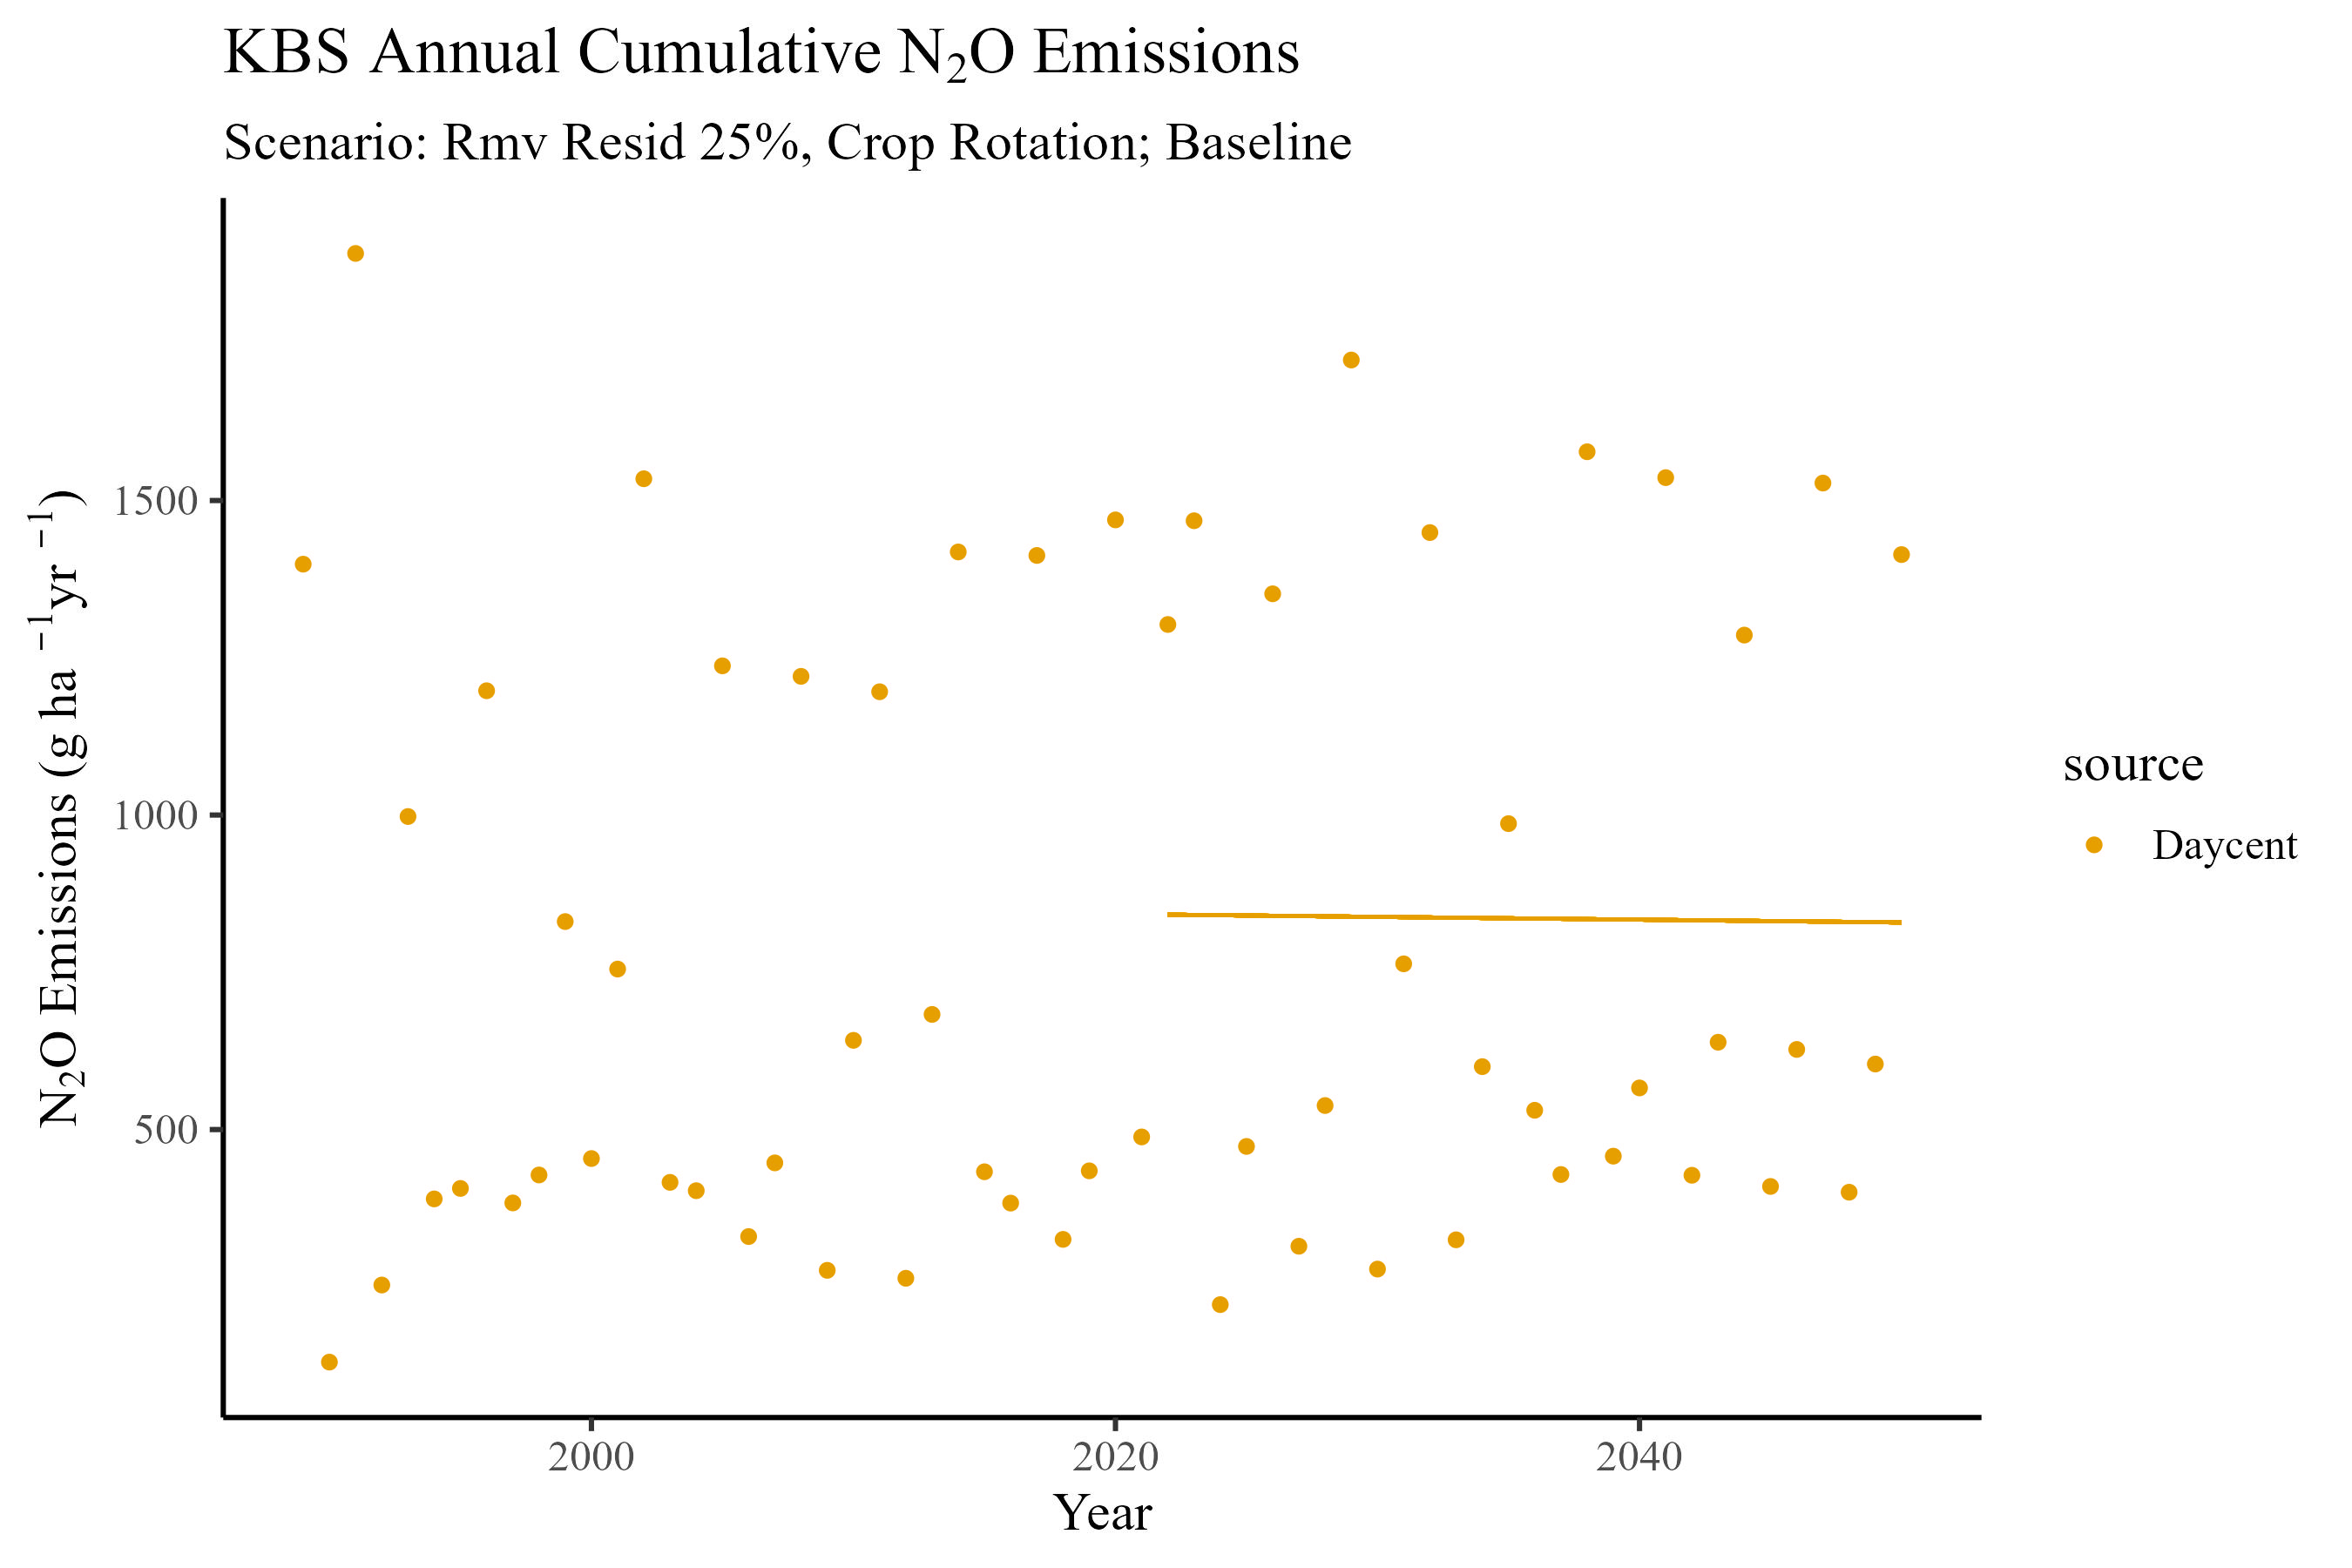 KBS Annual Cumulative N₂O Emissions
Scenario: Rmv Resid 25%, Crop Rotation; Baseline
N₂O Emissions (g ha ⁻¹yr ⁻¹)
1500
1000
500
2000 2020 2040
Year
source
Daycent